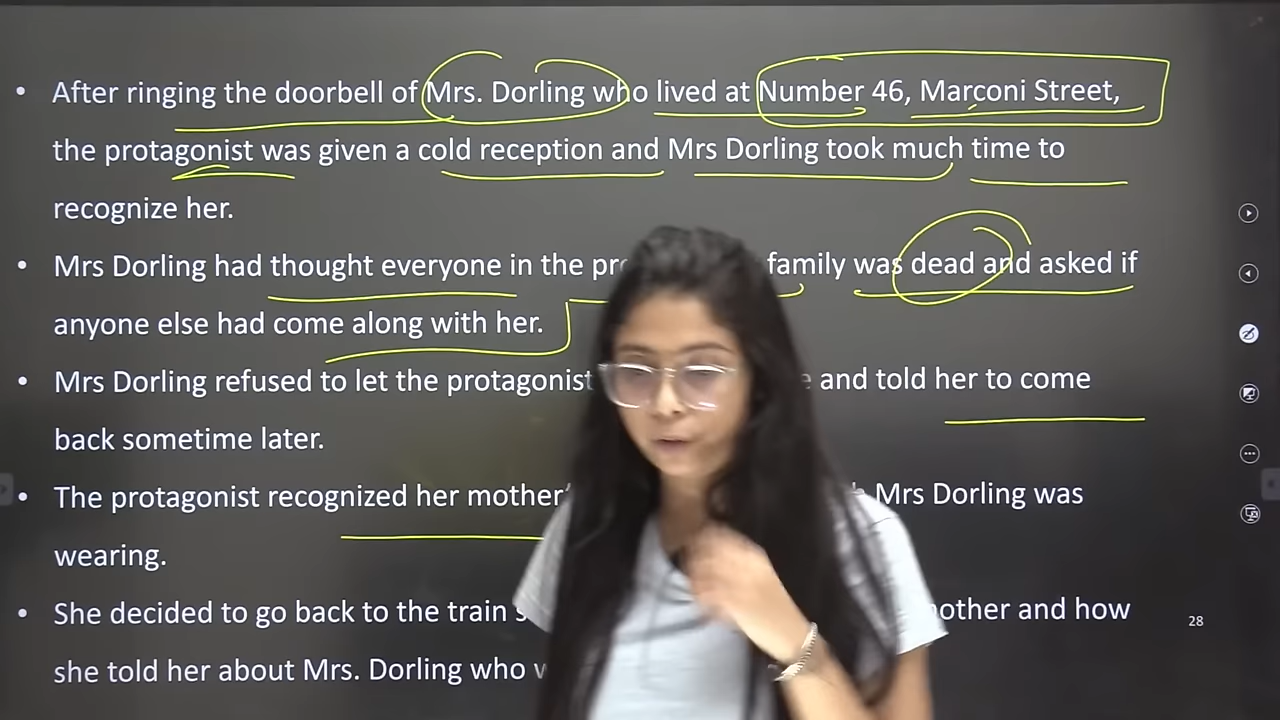 • After ringing the doorbell of Mrs. Dorling who lived at Number 46, Marconi Street,
the protagonist was given a cold reception and Mrs Dorling took much time to
recognize her.
• Mrs Dorling had thought everyone in the family was dead and asked if
anyone else had come along with her.
• Mrs Dorling refused to let the protagonist and told her to come
back sometime later.
• The protagonist recognized her Mrs Dorling was
wearing.
• She decided to go back to the train mother and how
28
she told her about Mrs. Dorling who